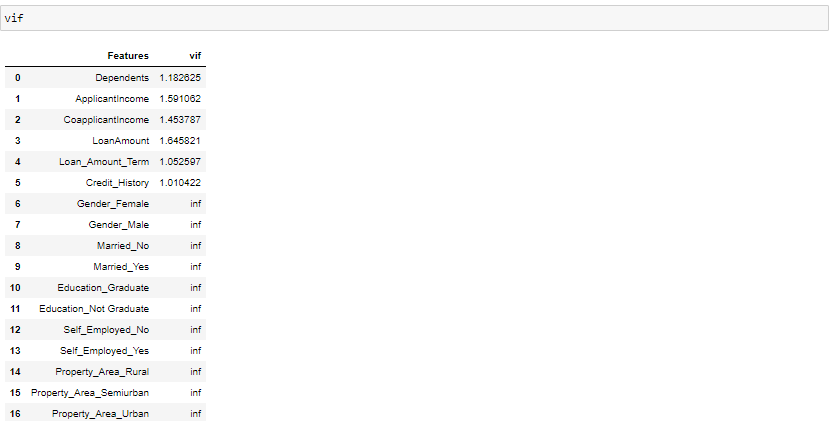 vif
Features vif
0 Dependents 1.182625
1 ApplicantIncome 1.591062
2 CoapplicantIncome 1.453787
3 LoanAmount 1.645821
4 Loan_Amount_Term 1.052597
5 Credit_History 1.010422
6 Gender_Female inf
7 Gender_Male inf
8 Married_No inf
9 Married_Yes inf
10 Education_Graduate inf
11 Education_Not Graduate inf
12 Self_Employed_No inf
13 Self_Employed_Yes inf
14 Property_Area_Rural inf
15 Property_Area_Semiurban inf
16 Property_Area_Urban inf